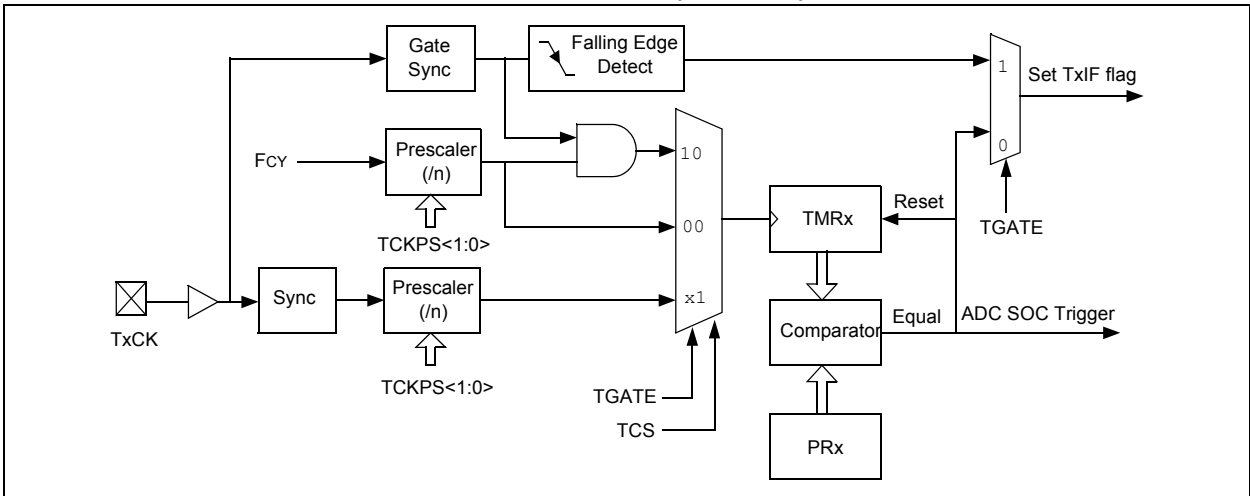 Gate
Sync
Falling Edge
Detect
1
Set TxIF flag
0
TGATE
FCY
Prescaler
(/n)
TCKPS<1:0>
10
00
x1
TMRx
Reset
TxCK
Sync
Prescaler
(/n)
TCKPS<1:0>
Comparator
Equal
ADC SOC Trigger
TGATE
TCS
PRx